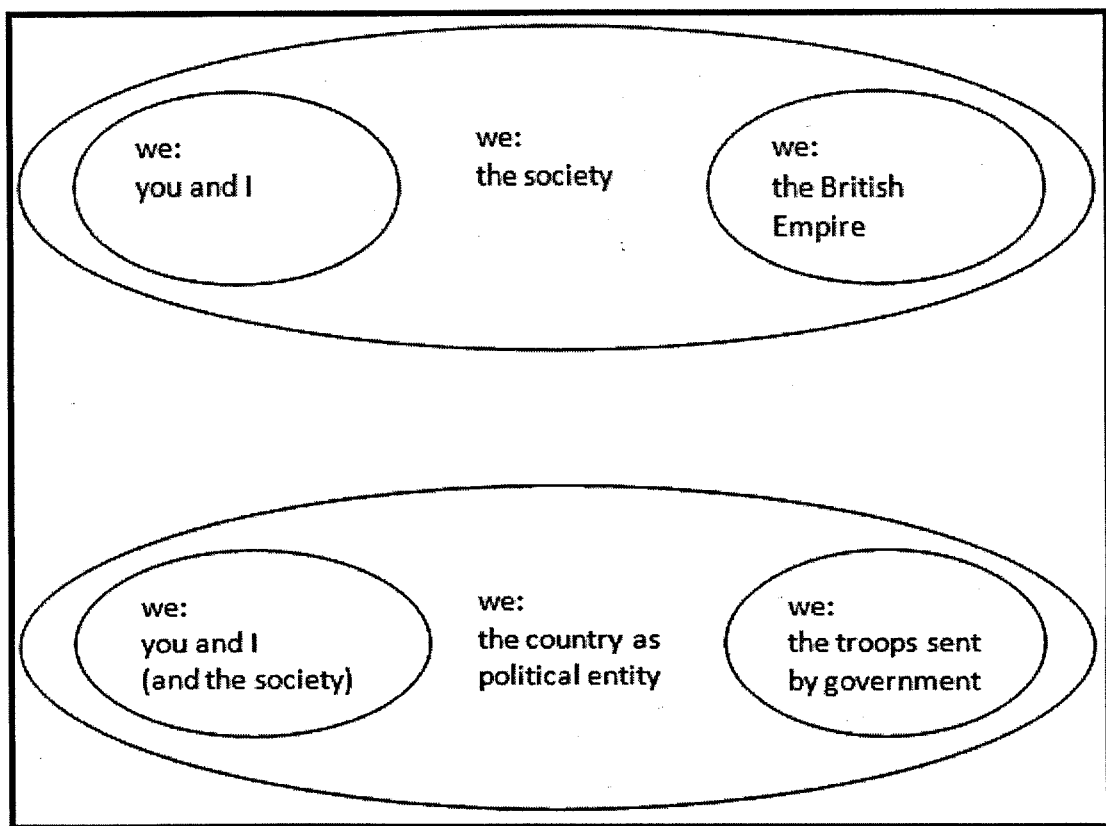 we:
you and I
we:
the society
we:
the British
Empire
we:
you and I
(and the society)
we:
the country as
political entity
we:
the troops sent
by government